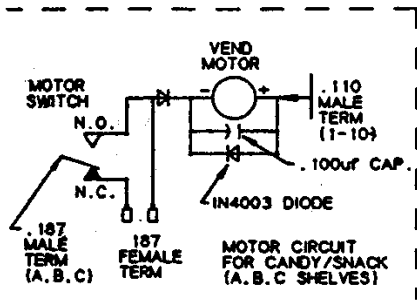 VEND
MOTOR
MOTOR
SWITCH
- +
.110
MALE
TERM
(1-10)
N.O.
N.C.
.100uf CAP.
IN4003 DIODE
.187
MALE
TERM
(A.B.C)
187
FEMALE
TERM
MOTOR CIRCUIT
FOR CANDY/SNACK
(A.B.C SHELVES)